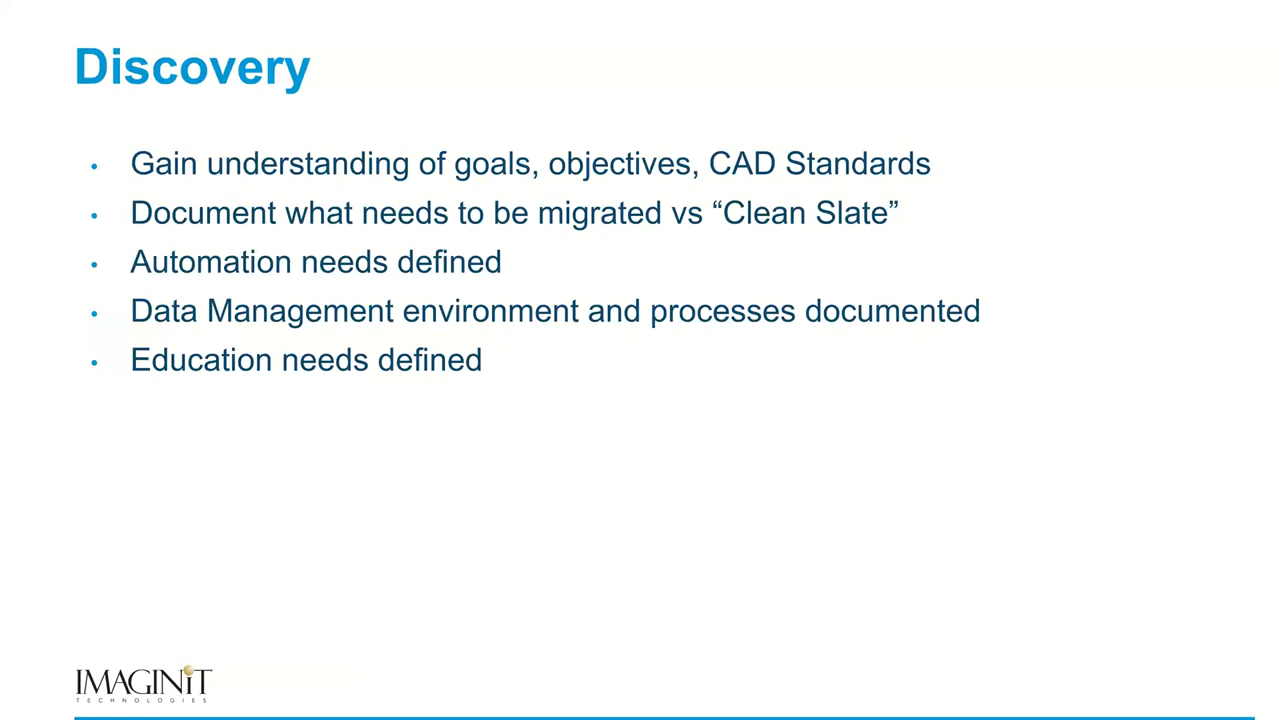 Discovery
• Gain understanding of goals, objectives, CAD Standards
• Document what needs to be migrated vs “Clean Slate”
• Automation needs defined
• Data Management environment and processes documented
• Education needs defined
IMAGINiT
TECHNOLOGIES